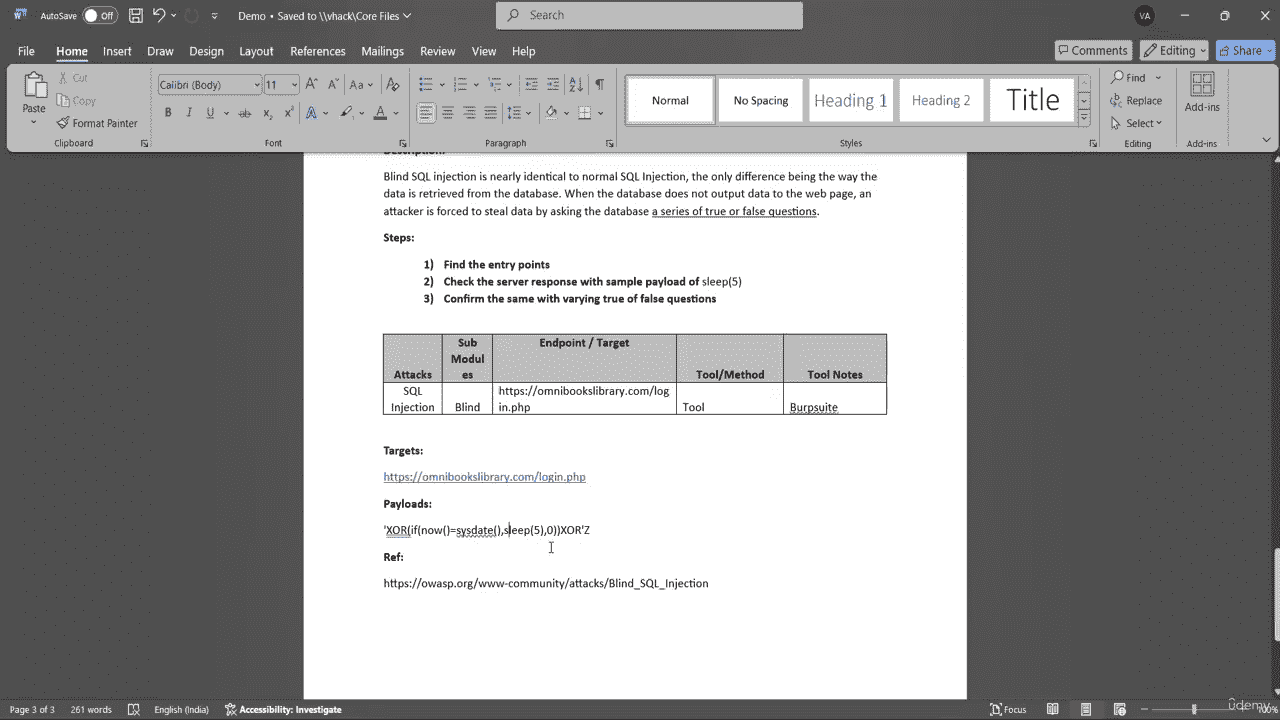 AutoSave Off Demo • Saved to \\vhack\Core Files Search VA
File Home Insert Draw Design Layout References Mailings Review View Help Comments Editing Share
Paste Cut Copy Format Painter
Calibri (Body) 11 Aa
B I U ab x₂ x² A A
Normal No Spacing Heading 1 Heading 2 Title
Find Replace Select Add-ins
Clipboard Font Paragraph Styles Editing Add-ins
Description:
Blind SQL injection is nearly identical to normal SQL Injection, the only difference being the way the
data is retrieved from the database. When the database does not output data to the web page, an
attacker is forced to steal data by asking the database a series of true or false questions.
Steps:
1) Find the entry points
2) Check the server response with sample payload of sleep(5)
3) Confirm the same with varying true of false questions
Attacks Sub Modul es Endpoint / Target Tool/Method Tool Notes
SQL Injection Blind https://omnibookslibrary.com/log in.php Tool Burpsuite
Targets:
https://omnibookslibrary.com/login.php
Payloads:
'XOR(if(now()=sysdate(),sleep(5),0))XOR'Z
Ref:
https://owasp.org/www-community/attacks/Blind_SQL_Injection
Page 3 of 3 261 words English (India) Accessibility: Investigate Focus